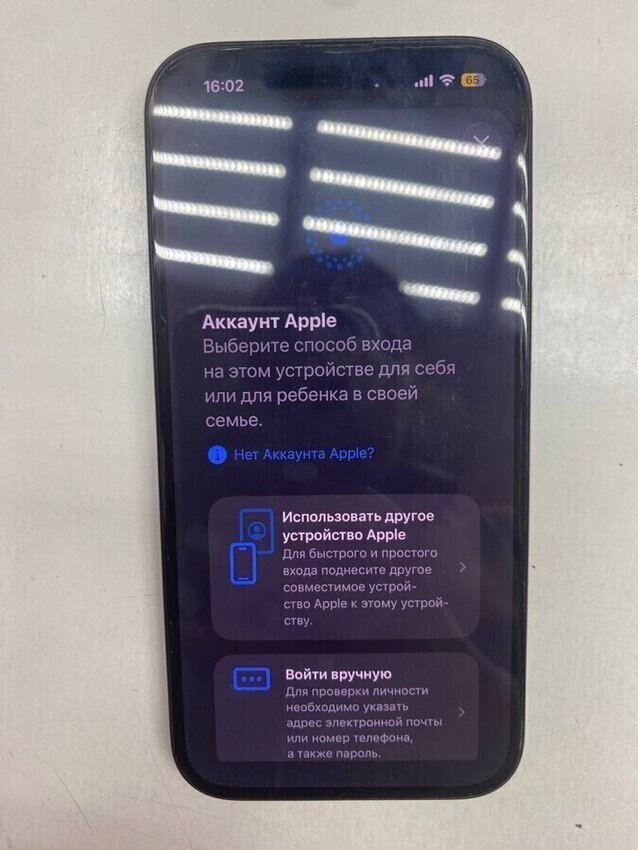 16:02
65
Аккаунт Apple
Выберите способ входа
на этом устройстве для себя
или для ребенка в своей
семье.
Нет Аккаунта Apple?
Использовать другое
устройство Apple
Для быстрого и простого
входа поднесите другое
совместимое устрой-
ство Apple к этому устрой-
ству.
Войти вручную
Для проверки личности
необходимо указать
адрес электронной почты
или номер телефона,
а также пароль.